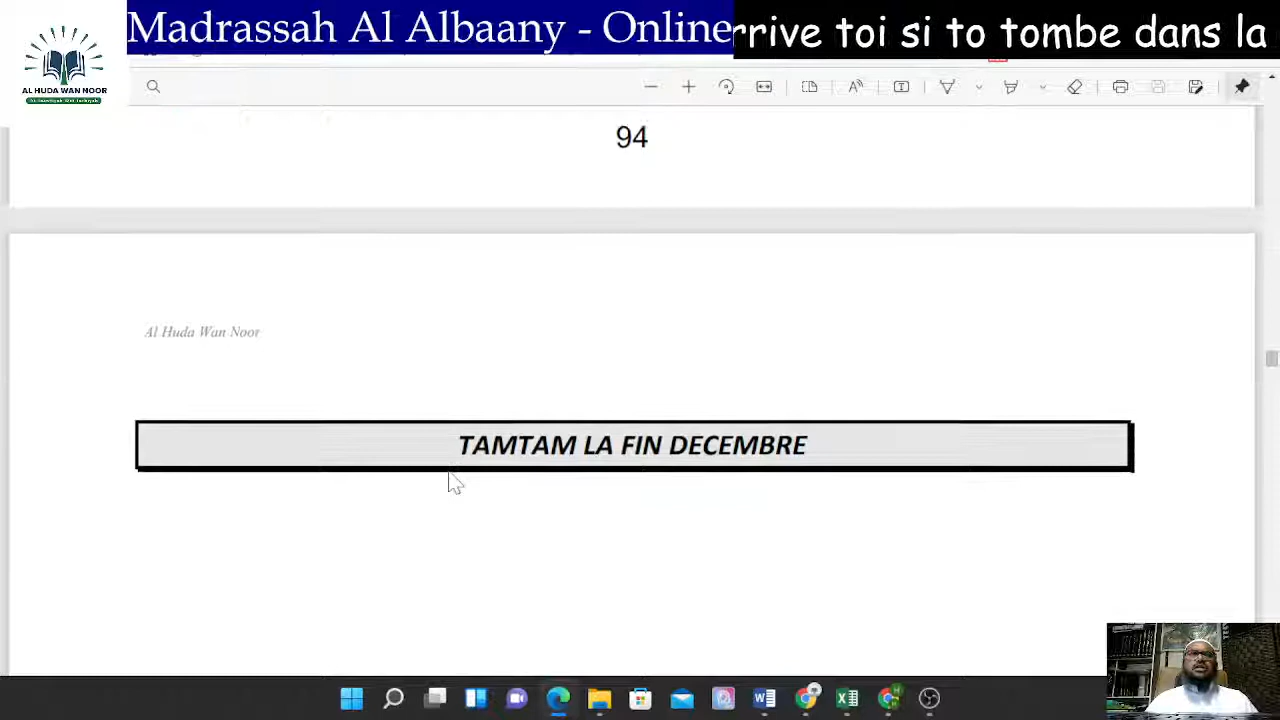 Madrassah Al Albaany - Online
rrive toi si to tombe dans la
AL HUDA WAN NOOR
94
Al Huda Wan Noor
TAMTAM LA FIN DECEMBRE